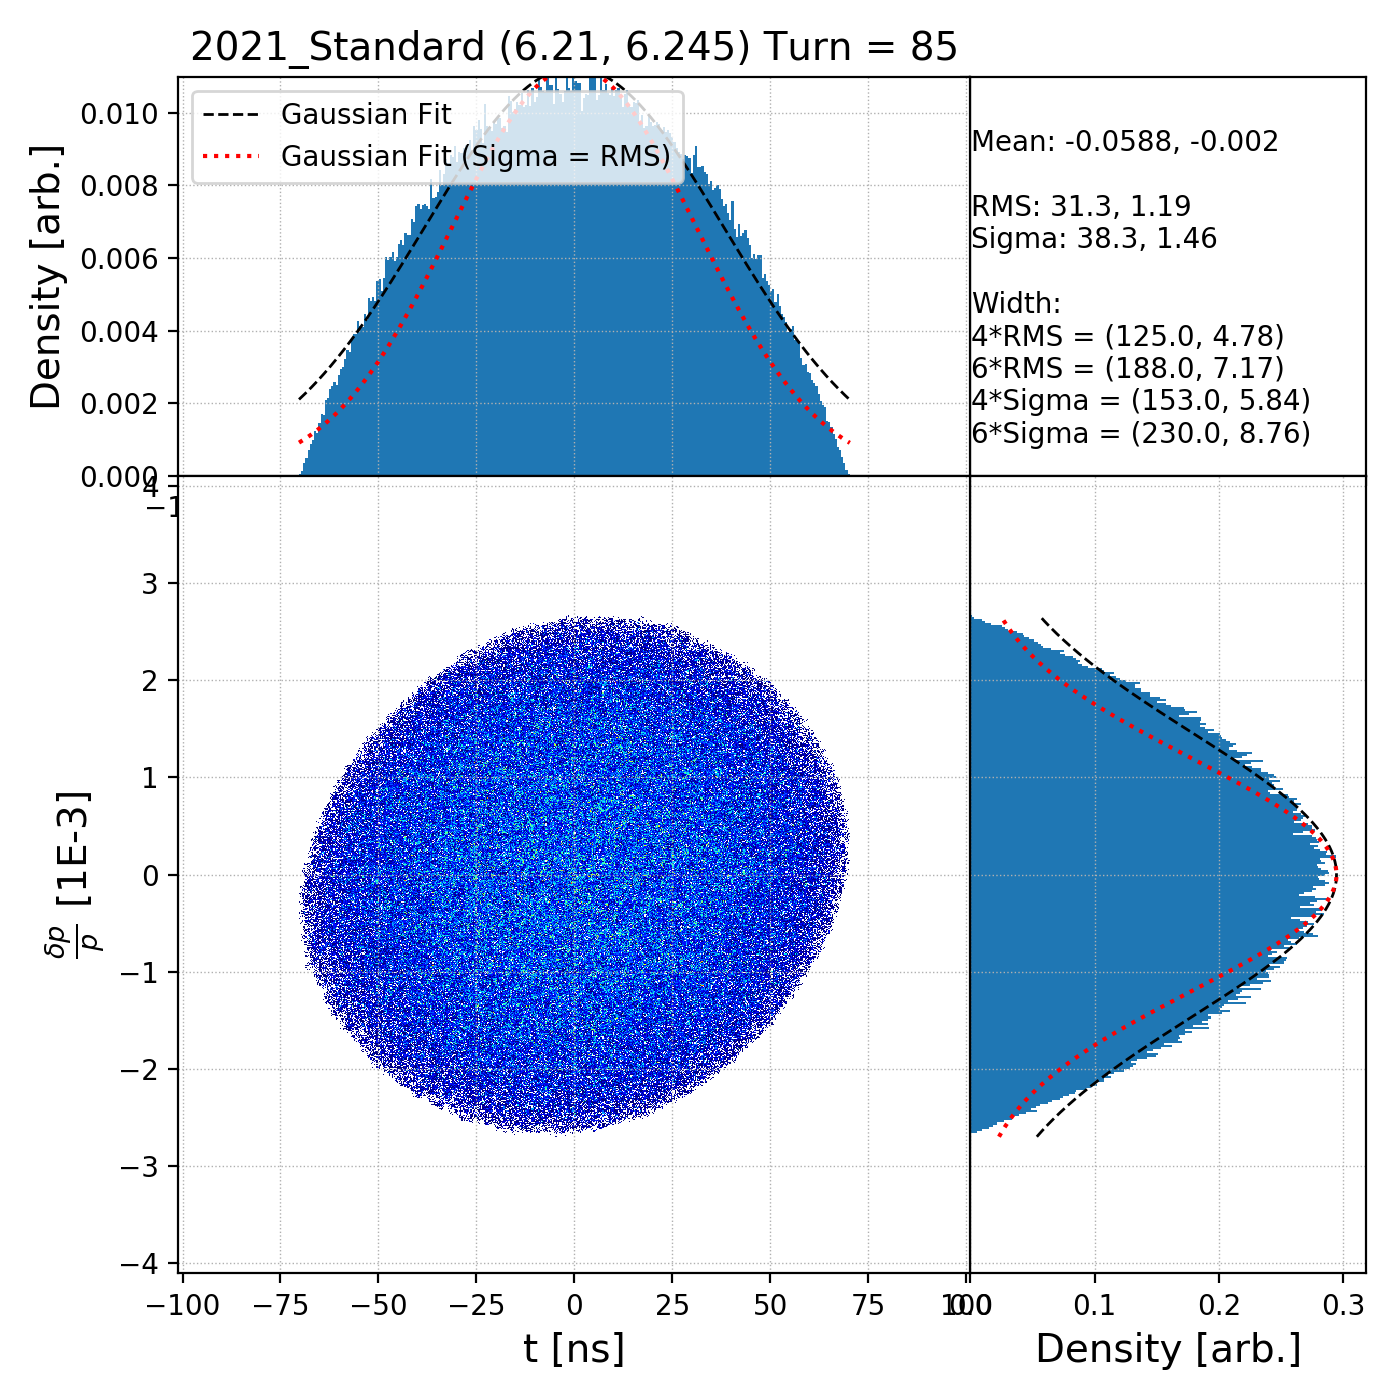 2021_Standard (6.21, 6.245) Turn = 85
Density [arb.]
0.010
0.008
0.006
0.004
0.002
0.000
Gaussian Fit
Gaussian Fit (Sigma = RMS)
Mean: -0.0588, -0.002
RMS: 31.3, 1.19
Sigma: 38.3, 1.46
Width:
4*RMS = (125.0, 4.78)
6*RMS = (188.0, 7.17)
4*Sigma = (153.0, 5.84)
6*Sigma = (230.0, 8.76)
δp/p [1E-3]
4
3
2
1
0
−1
−2
−3
−4
−100 −75 −50 −25 0 25 50 75 100
t [ns]
0.0 0.1 0.2 0.3
Density [arb.]